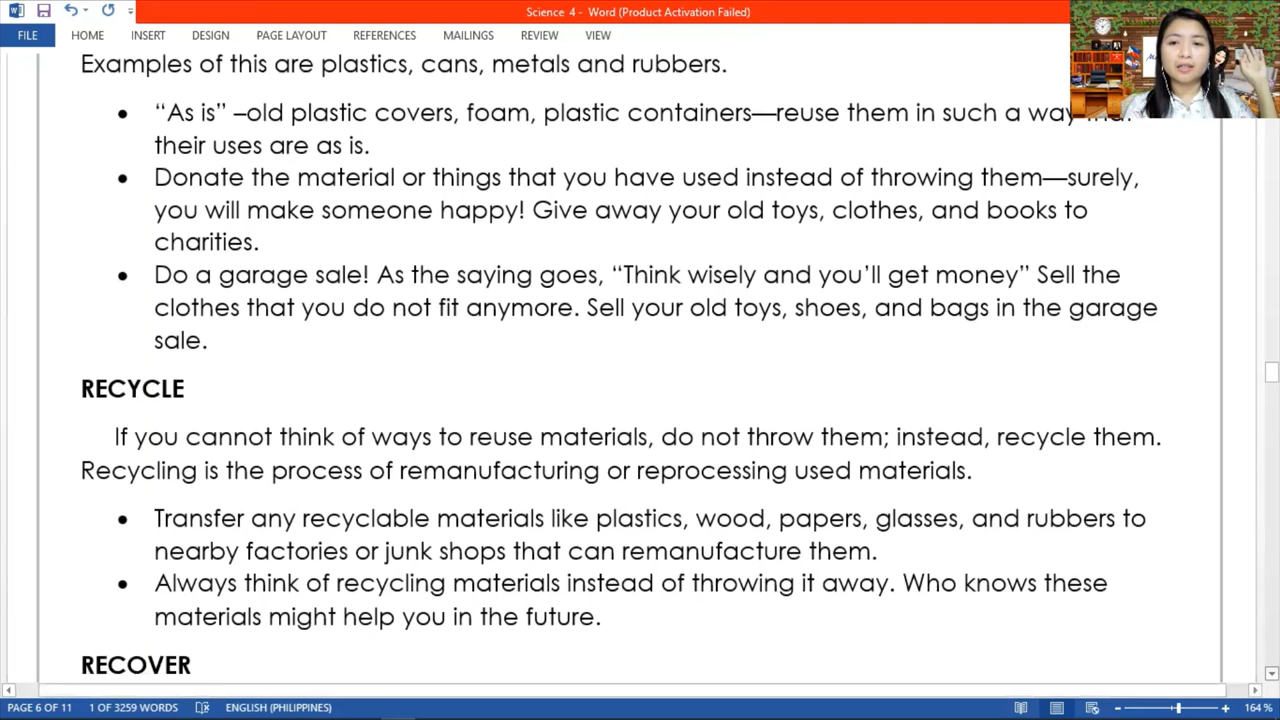 Science 4 - Word (Product Activation Failed)
FILE HOME INSERT DESIGN PAGE LAYOUT REFERENCES MAILINGS REVIEW VIEW
Examples of this are plastics, cans, metals and rubbers.
“As is” –old plastic covers, foam, plastic containers—reuse them in such a way
their uses are as is.
Donate the material or things that you have used instead of throwing them—surely,
you will make someone happy! Give away your old toys, clothes, and books to
charities.
Do a garage sale! As the saying goes, “Think wisely and you’ll get money” Sell the
clothes that you do not fit anymore. Sell your old toys, shoes, and bags in the garage
sale.
RECYCLE
If you cannot think of ways to reuse materials, do not throw them; instead, recycle them.
Recycling is the process of remanufacturing or reprocessing used materials.
Transfer any recyclable materials like plastics, wood, papers, glasses, and rubbers to
nearby factories or junk shops that can remanufacture them.
Always think of recycling materials instead of throwing it away. Who knows these
materials might help you in the future.
RECOVER
PAGE 6 OF 11 1 OF 3259 WORDS ENGLISH (PHILIPPINES) 164 %